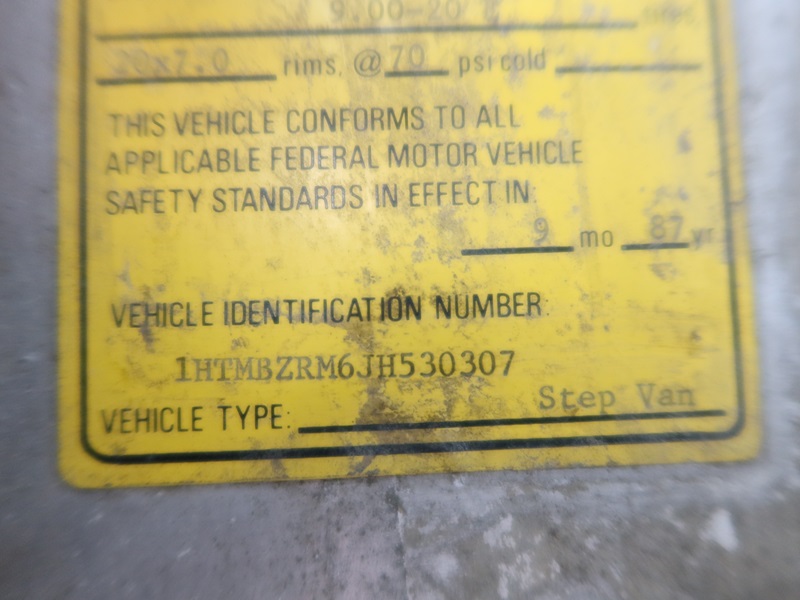 9.00-20
20x7.0 rims, @ 70 psi cold
THIS VEHICLE CONFORMS TO ALL
APPLICABLE FEDERAL MOTOR VEHICLE
SAFETY STANDARDS IN EFFECT IN:
9 mo 87 yr
VEHICLE IDENTIFICATION NUMBER:
1HTMBZRM6JH530307
VEHICLE TYPE: Step Van